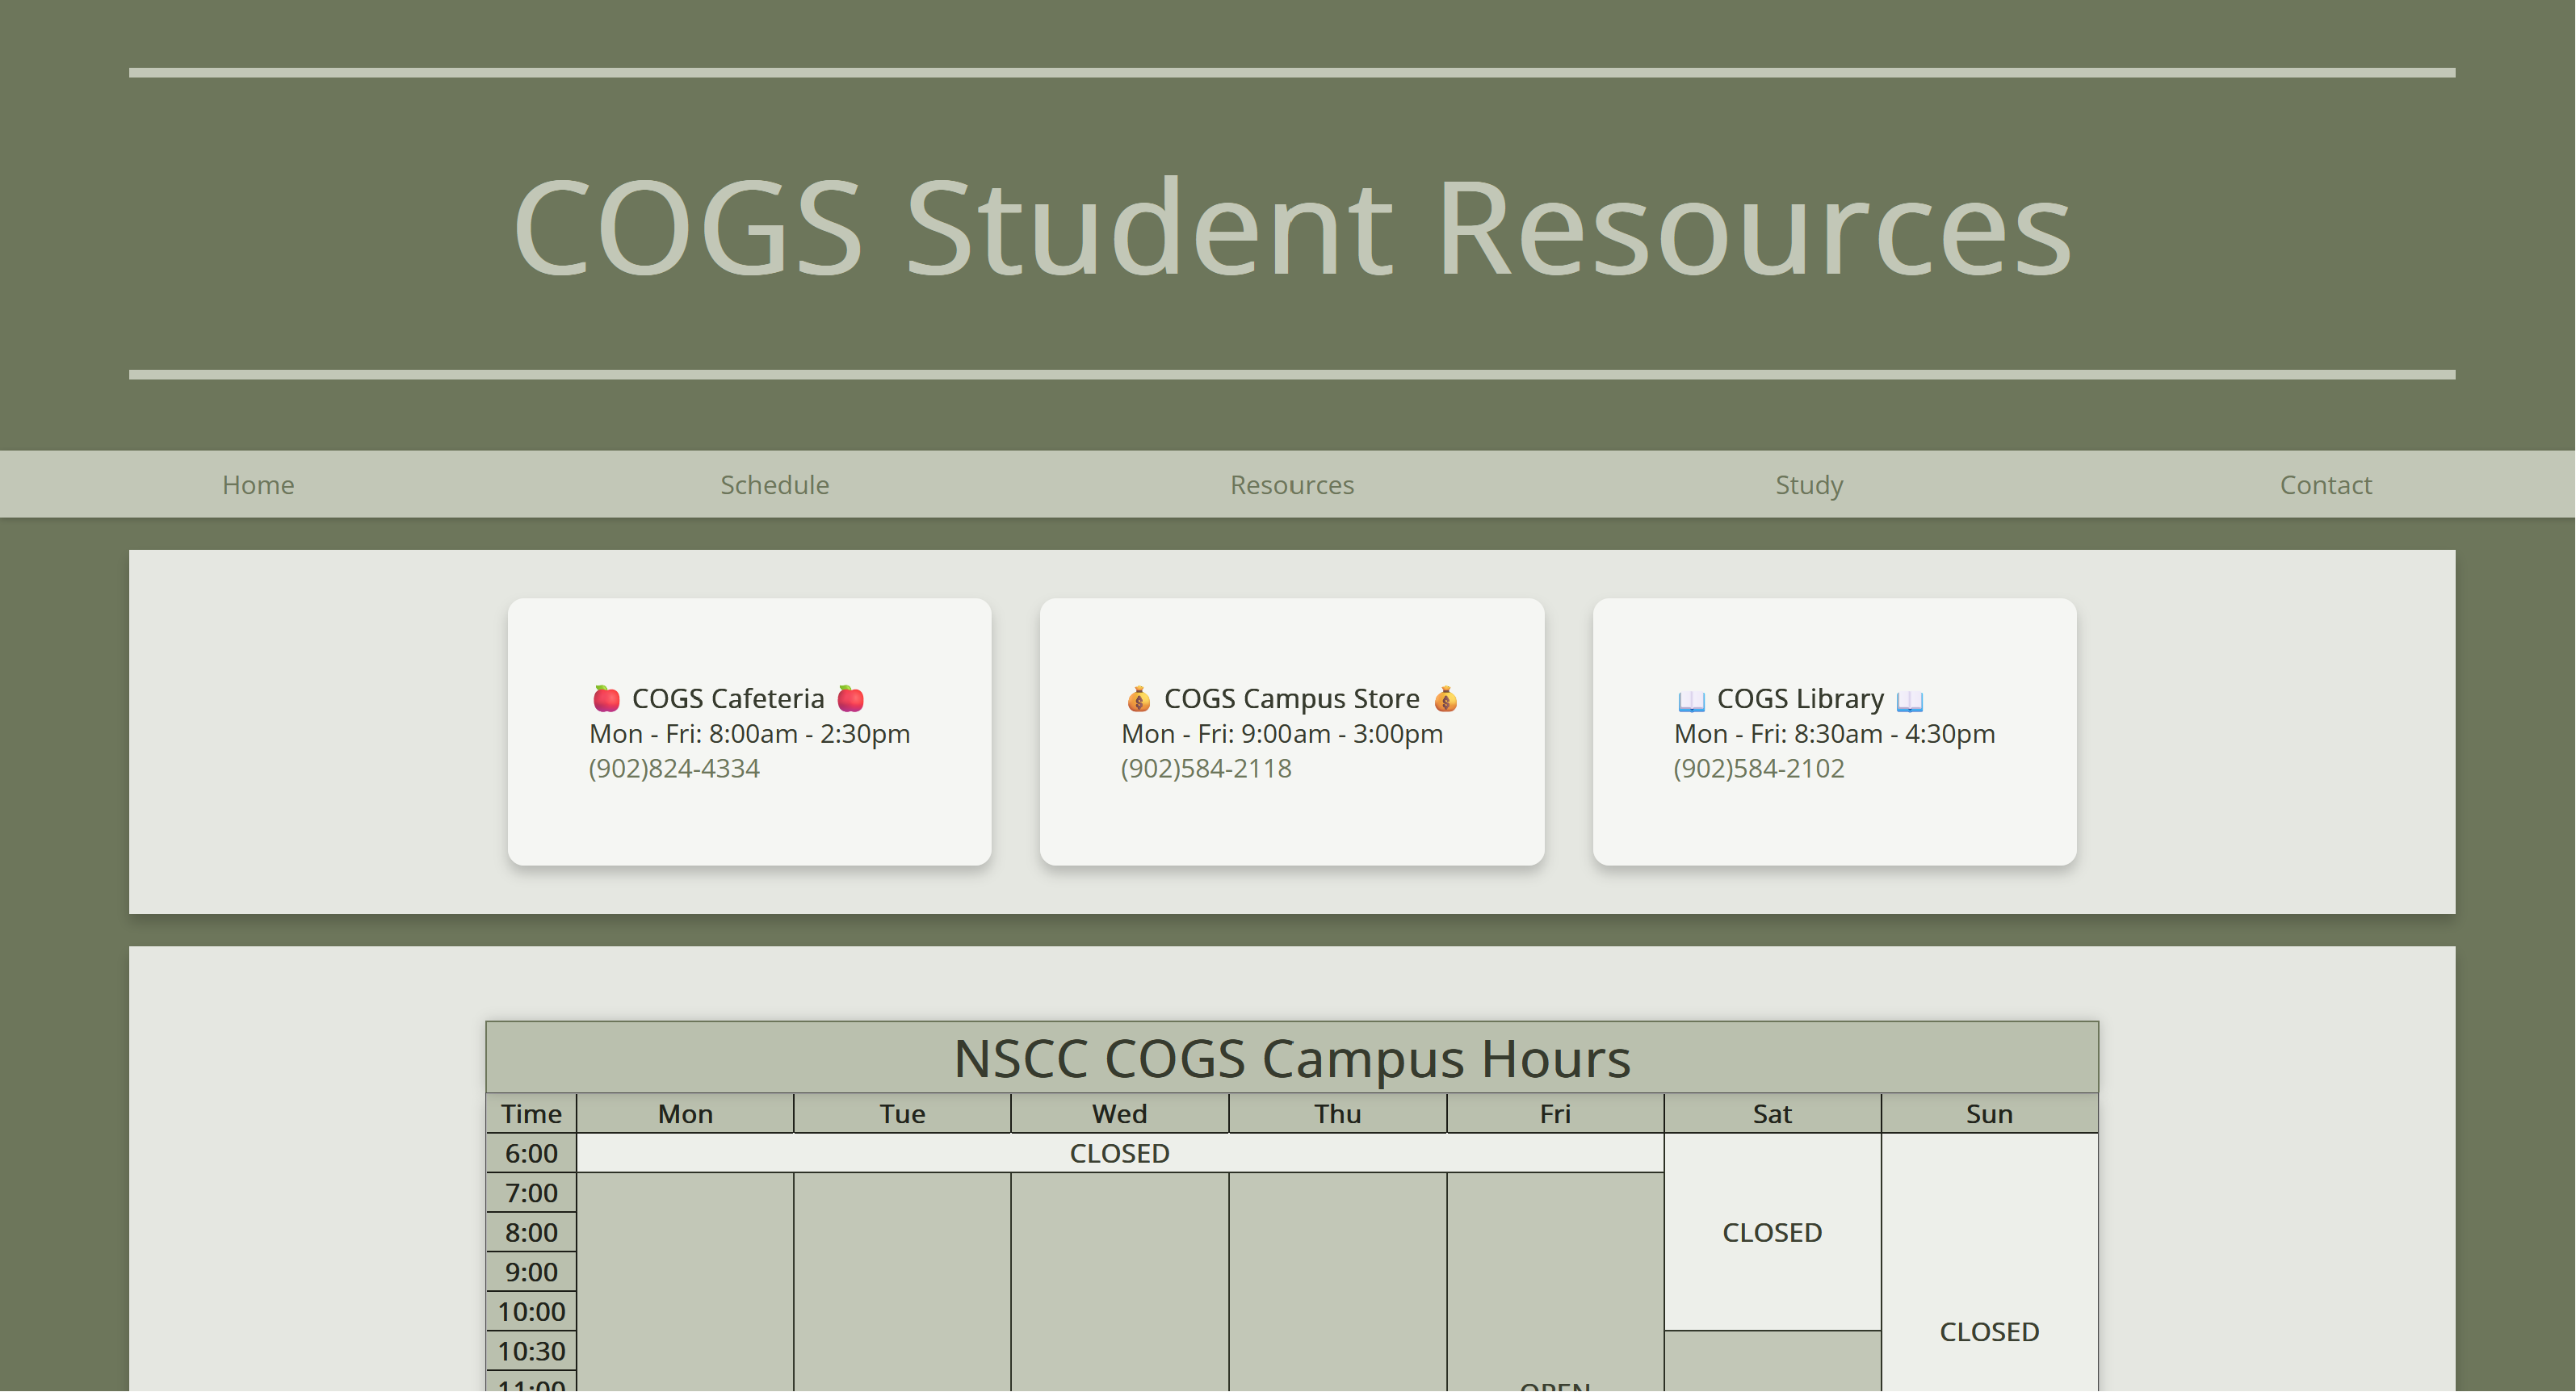 COGS Student Resources
Home Schedule Resources Study Contact
🍎 COGS Cafeteria 🍎
Mon - Fri: 8:00am - 2:30pm
(902)824-4334
💰 COGS Campus Store 💰
Mon - Fri: 9:00am - 3:00pm
(902)584-2118
📖 COGS Library 📖
Mon - Fri: 8:30am - 4:30pm
(902)584-2102
NSCC COGS Campus Hours
Time Mon Tue Wed Thu Fri Sat Sun
6:00 CLOSED
7:00
8:00 CLOSED
9:00
10:00
CLOSED
10:30
11:00 OPEN